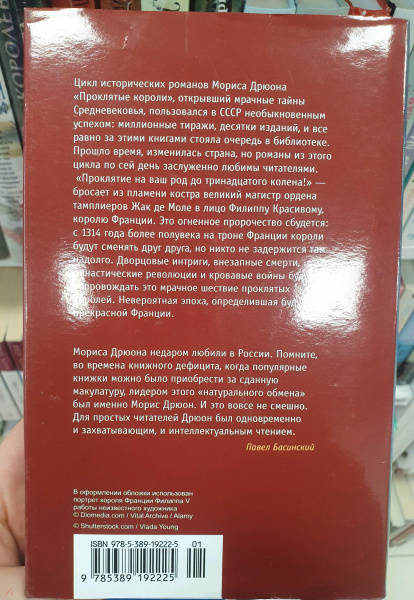 Цикл исторических романов Мориса Дрюона
«Проклятые короли», открывший мрачные тайны
Средневековья, пользовался в СССР необыкновенным
успехом: миллионные тиражи, десятки изданий, и все
равно за этими книгами стояла очередь в библиотеке.
Прошло время, изменилась страна, но романы из этого
цикла по сей день заслуженно любимы читателями.
«Проклятие на ваш род до тринадцатого колена!» —
бросает из пламени костра великий магистр ордена
тамплиеров Жак де Моле в лицо Филиппу Красивому,
королю Франции. Это огненное пророчество сбудется:
с 1314 года более полувека на троне Франции короли
будут сменять друг друга, но никто не задержится там
надолго. Дворцовые интриги, внезапные смерти,
династические революции и кровавые войны бу
провождать это мрачное шествие проклятых
ролей. Невероятная эпоха, определившая бу
прекрасной Франции.
Мориса Дрюона недаром любили в России. Помните,
во времена книжного дефицита, когда популярные
книжки можно было приобрести за сданную
макулатуру, лидером этого «натурального обмена»
был именно Морис Дрюон. И это вовсе не смешно.
Для простых читателей Дрюон был одновременно
и захватывающим, и интеллектуальным чтением.
Павел Басинский
В оформлении обложки использован
портрет короля Франции Филиппа V
работы неизвестного художника
© Diomedia.com / Vital Archive / Alamy
© Shutterstock.com / Vlada Young
ISBN 978-5-389-19222-5 01
9 785389 192225